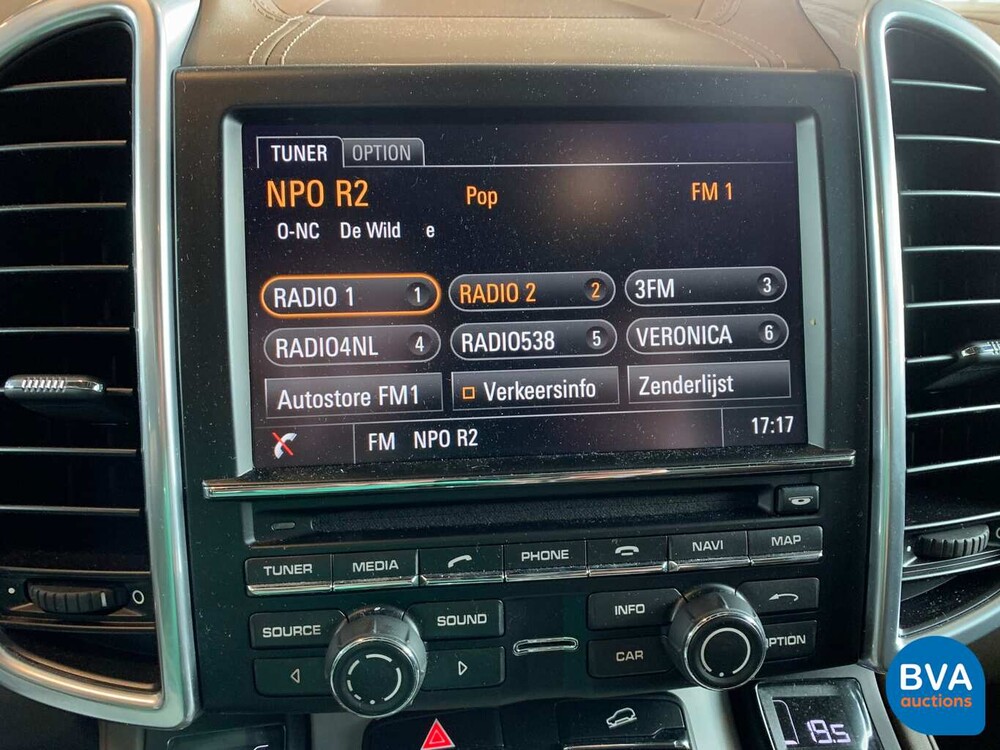 TUNER OPTION
NPO R2 Pop FM 1
O-NC De Wild e
RADIO 1 1 RADIO 2 2 3FM 3
RADIO4NL 4 RADIO538 5 VERONICA 6
Autostore FM1 Verkeersinfo Zenderlijst
FM NPO R2 17:17
TUNER MEDIA PHONE NAVI MAP
SOURCE SOUND INFO
CAR OPTION
19.5
BVA
auctions